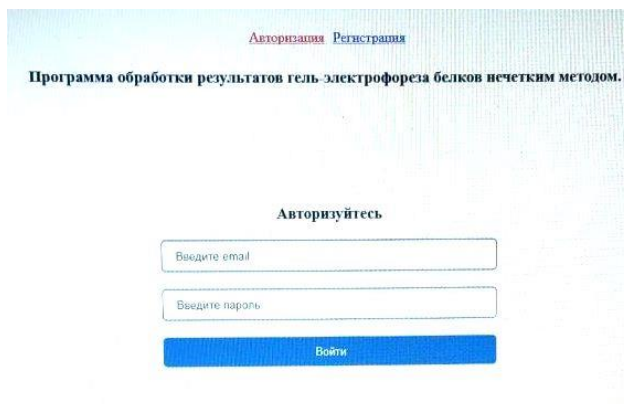 Авторизация Регистрация
Программа обработки результатов гель-электрофореза белков нечетким методом.
Авторизуйтесь
Введите email
Введите пароль
Войти